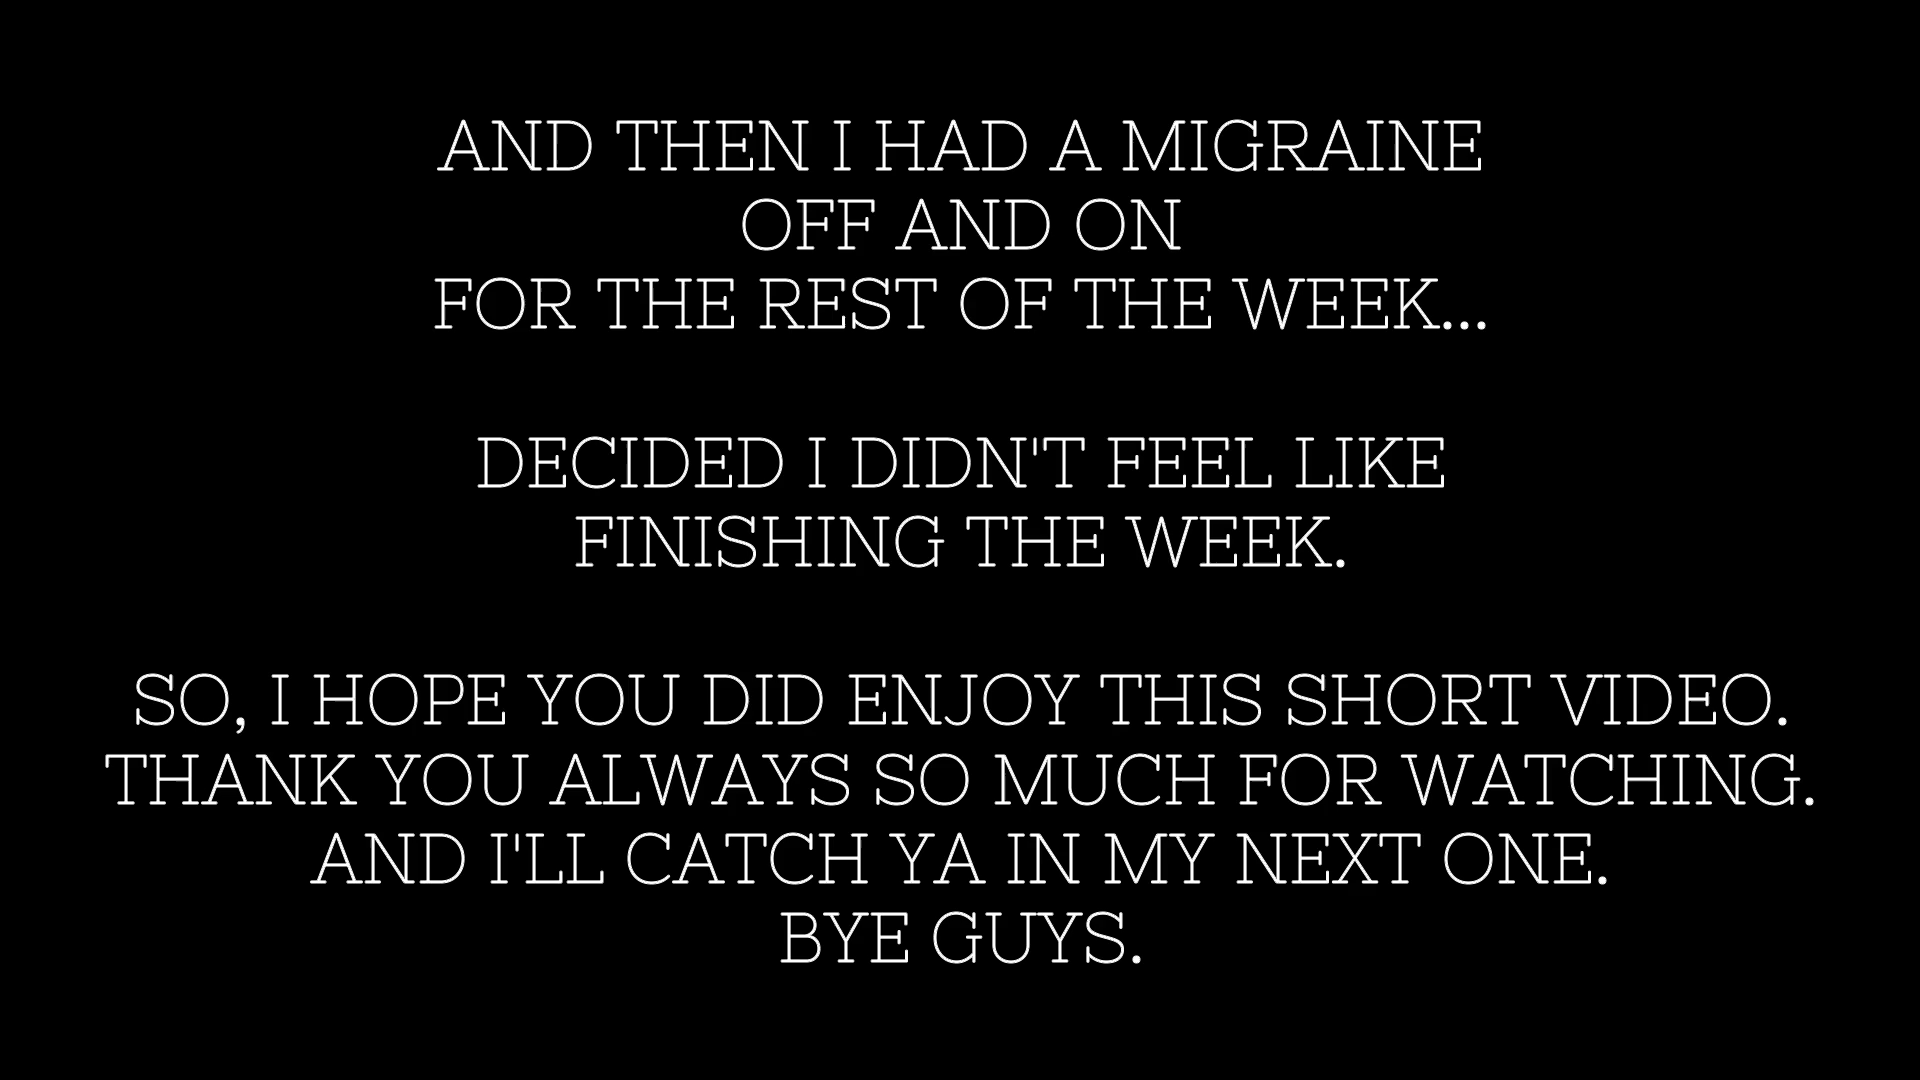 AND THEN I HAD A MIGRAINE
OFF AND ON
FOR THE REST OF THE WEEK...
DECIDED I DIDN'T FEEL LIKE
FINISHING THE WEEK.
SO, I HOPE YOU DID ENJOY THIS SHORT VIDEO.
THANK YOU ALWAYS SO MUCH FOR WATCHING.
AND I'LL CATCH YA IN MY NEXT ONE.
BYE GUYS.